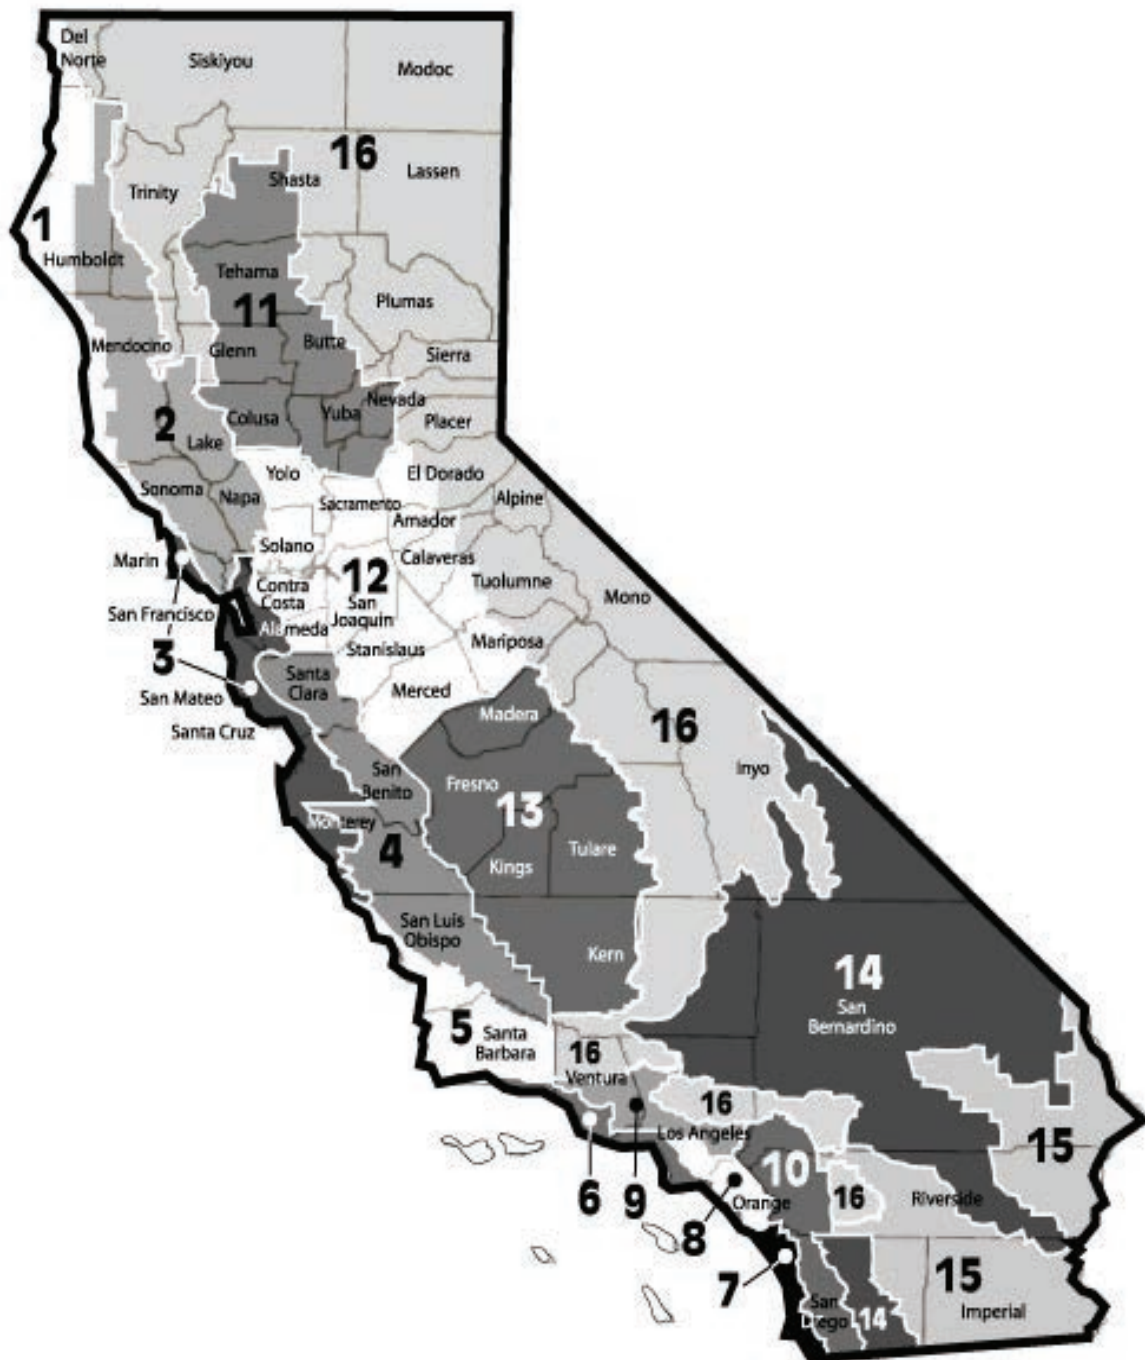 Del
Norte
Siskiyou
Modoc
16
Shasta
Lassen
Trinity
1
Humboldt
Tehama
11
Plumas
Mendocino
Glenn
Butte
Sierra
2
Colusa
Yuba
Nevada
Placer
Lake
Yolo
El Dorado
Sonoma
Napa
Sacramento
Alpine
Amador
Solano
Marin
Calaveras
Contra
Costa
12
Tuolumne
Mono
San Francisco
San
Joaquin
Alameda
Stanislaus
Mariposa
3
San Mateo
Santa
Clara
Merced
Santa Cruz
Madera
16
Inyo
San
Benito
Fresno
13
Monterey
4
Kings
Tulare
San Luis
Obispo
Kern
14
San
Bernardino
5
Santa
Barbara
16
Ventura
16
Los Angeles
15
10
6
9
8
Orange
16
Riverside
7
15
San
Diego
14
Imperial